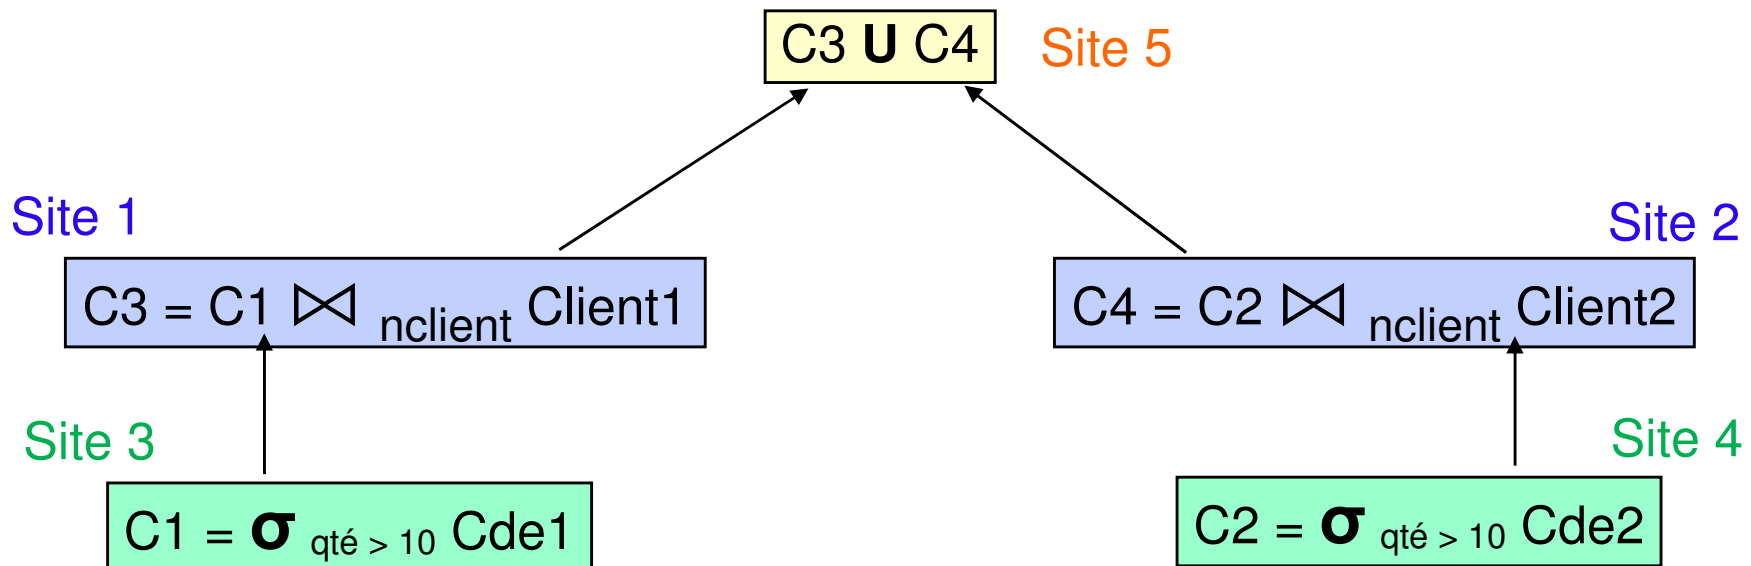 C3 U C4
Site 5
Site 1
Site 2
C3 = C1 ⋈ nclient Client1
C4 = C2 ⋈ nclient Client2
Site 3
Site 4
C1 = σ qté > 10 Cde1
C2 = σ qté > 10 Cde2